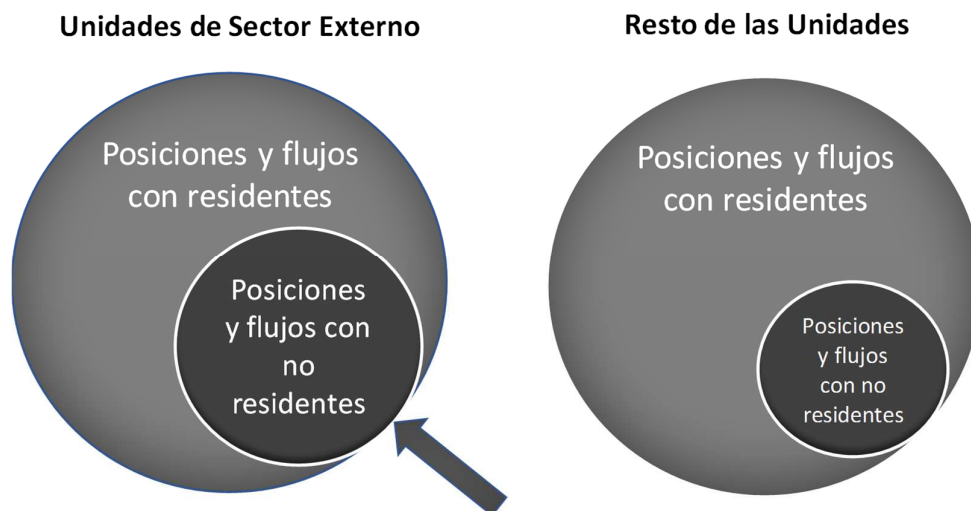 Unidades de Sector Externo
Posiciones y flujos
con residentes
Posiciones
y flujos con
no
residentes
Resto de las Unidades
Posiciones y flujos
con residentes
Posiciones
y flujos
con no
residentes